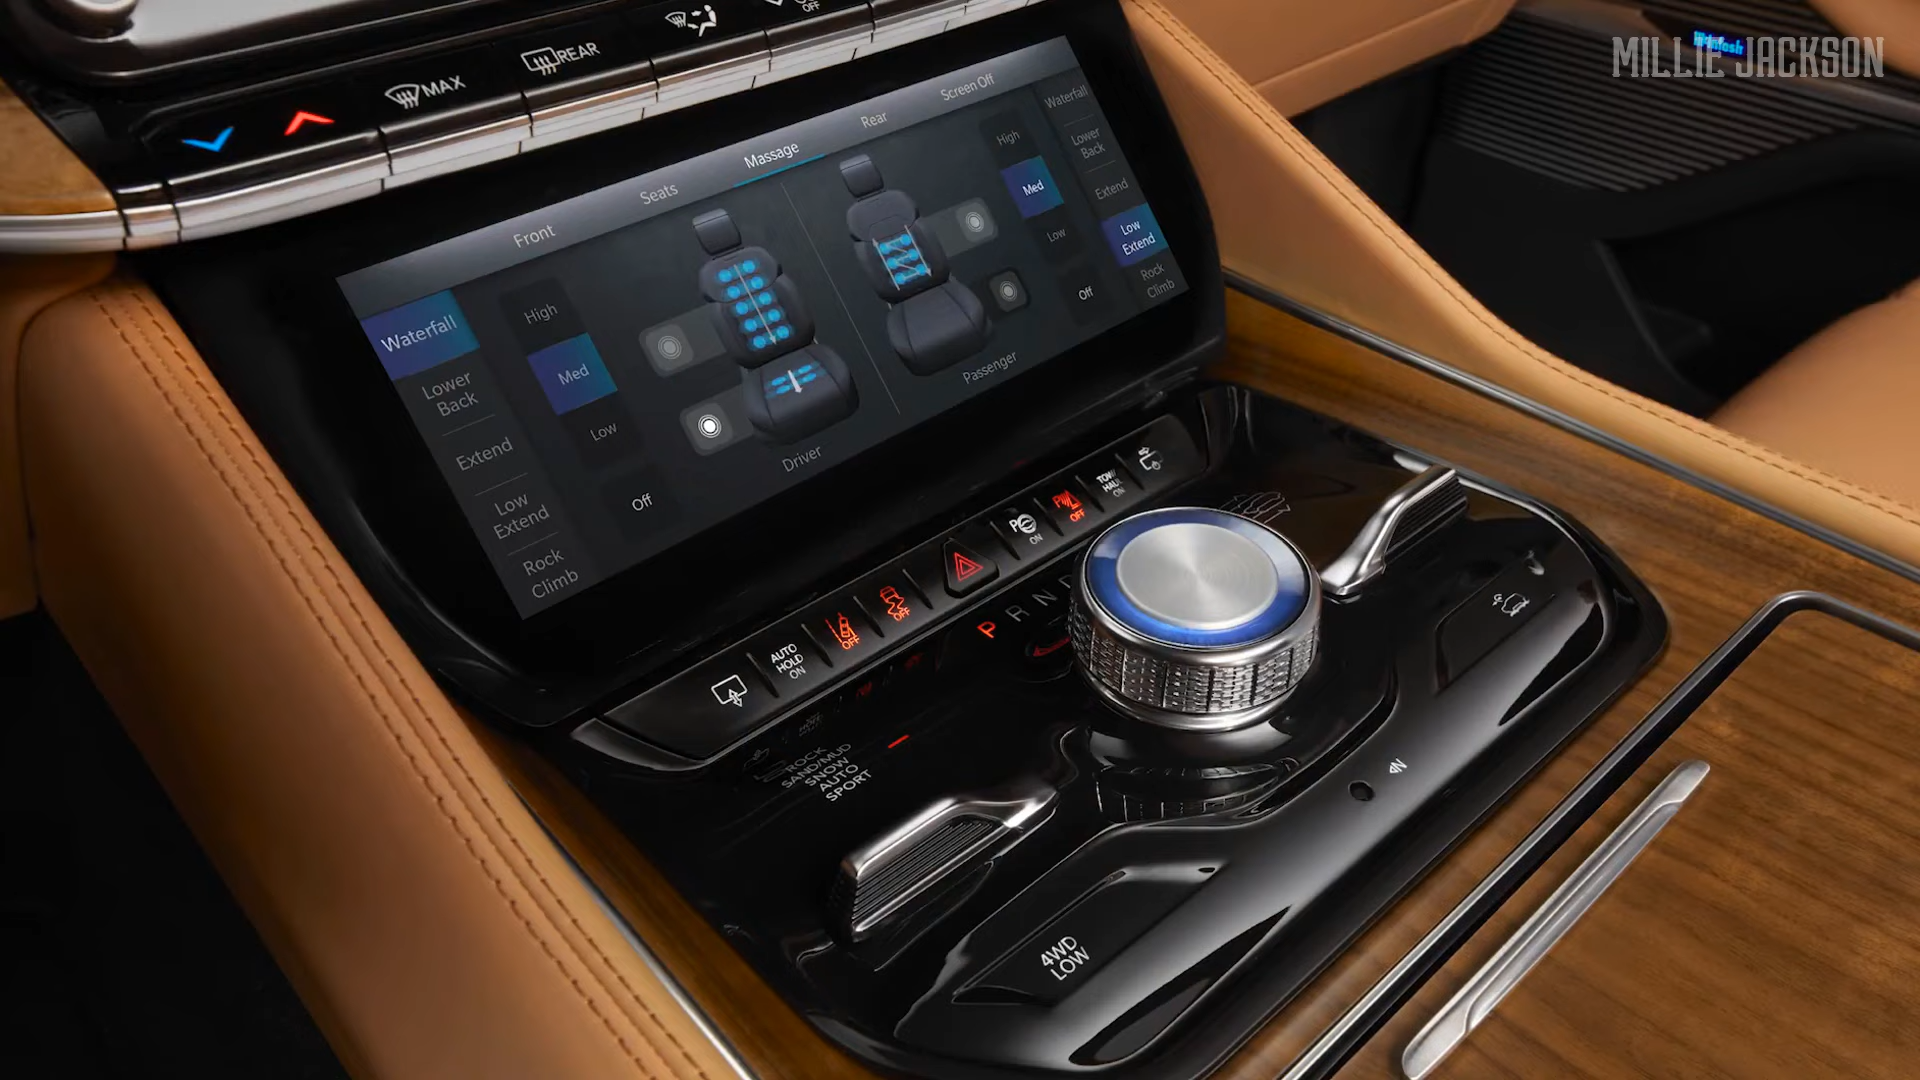 MILLIE JACKSON
McIntosh
MAX
REAR
OFF
Front
Seats
Massage
Rear
Screen Off
Waterfall
Lower
Back
Extend
Low
Extend
Rock
Climb
High
Med
Low
Off
Driver
High
Med
Low
Off
Passenger
Waterfall
Lower
Back
Extend
Low
Extend
Rock
Climb
AUTO
HOLD
ON
OFF
OFF
P
ON
P
OFF
TOW/
HAUL
ON
P R N D
ROCK
SAND/MUD
SNOW
AUTO
SPORT
N
4WD
LOW